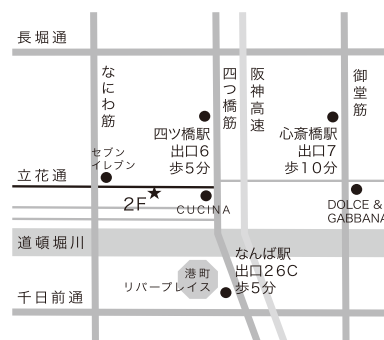 長堀通
なにわ筋
四つ橋筋
阪神高速
御堂筋
四ツ橋駅
出口6
歩5分
心斎橋駅
出口7
歩10分
セブン
イレブン
立花通
2F
CUCINA
DOLCE &
GABBANA
道頓堀川
なんば駅
出口26C
歩5分
港町
リバープレイス
千日前通